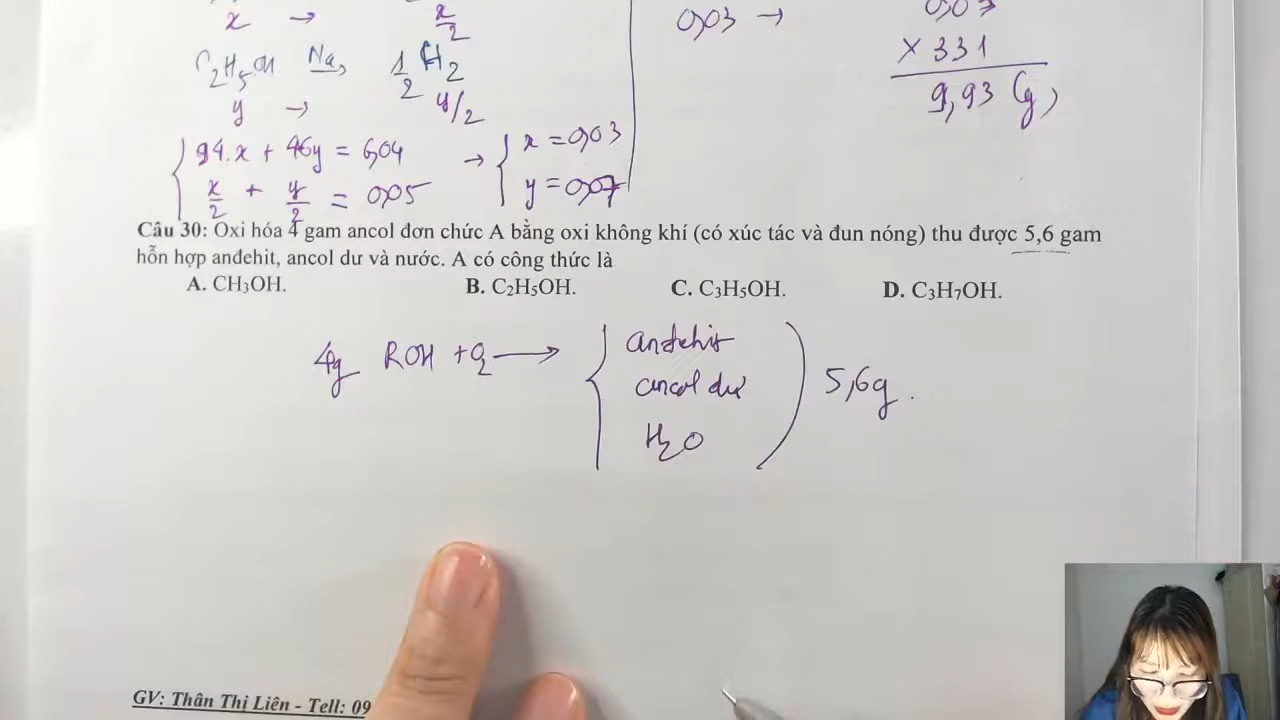 x → x/2
0,03 →
0,03
× 331
9,93 (g)
C2H5OH Na, 1/2 H2
y → y/2
94.x + 46y = 6,04 → x = 0,03
x/2 + y/2 = 0,05 y = 0,07
Câu 30: Oxi hóa 4 gam ancol đơn chức A bằng oxi không khí (có xúc tác và đun nóng) thu được 5,6 gam
hỗn hợp anđehit, ancol dư và nước. A có công thức là
A. CH3OH. B. C2H5OH. C. C3H5OH. D. C3H7OH.
4g ROH + O2 → anđehit
ancol dư
H2O
5,6g.
GV: Thân Thị Liên - Tell: 09